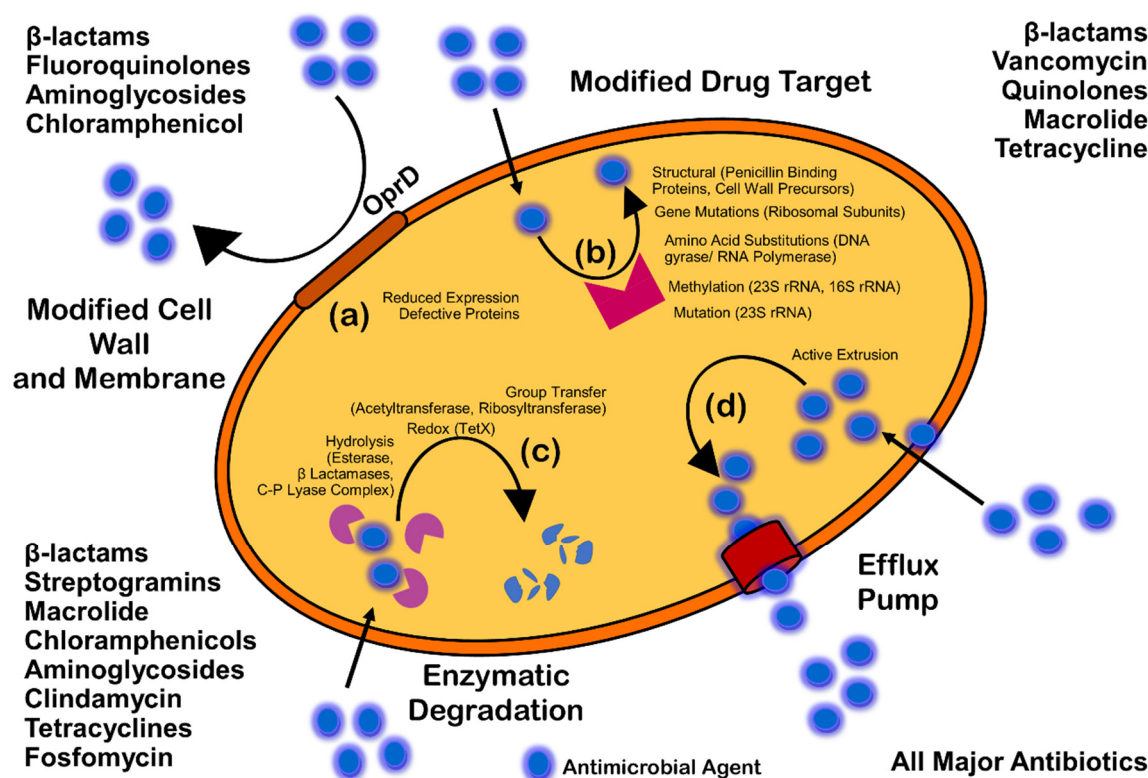 β-lactams
Fluoroquinolones
Aminoglycosides
Chloramphenicol
β-lactams
Vancomycin
Quinolones
Macrolide
Tetracycline
Modified Drug Target
OprD
Structural (Penicillin Binding
Proteins, Cell Wall Precursors)
Gene Mutations (Ribosomal Subunits)
(b)
Amino Acid Substitutions (DNA
gyrase/ RNA Polymerase)
Methylation (23S rRNA, 16S rRNA)
Mutation (23S rRNA)
Modified Cell
Wall
and Membrane
(a)
Reduced Expression
Defective Proteins
Active Extrusion
(d)
Group Transfer
(Acetyltransferase, Ribosyltransferase)
Redox (TetX)
(c)
Hydrolysis
(Esterase,
β Lactamases,
C-P Lyase Complex)
β-lactams
Streptogramins
Macrolide
Chloramphenicols
Aminoglycosides
Clindamycin
Tetracyclines
Fosfomycin
Enzymatic
Degradation
Efflux
Pump
Antimicrobial Agent
All Major Antibiotics